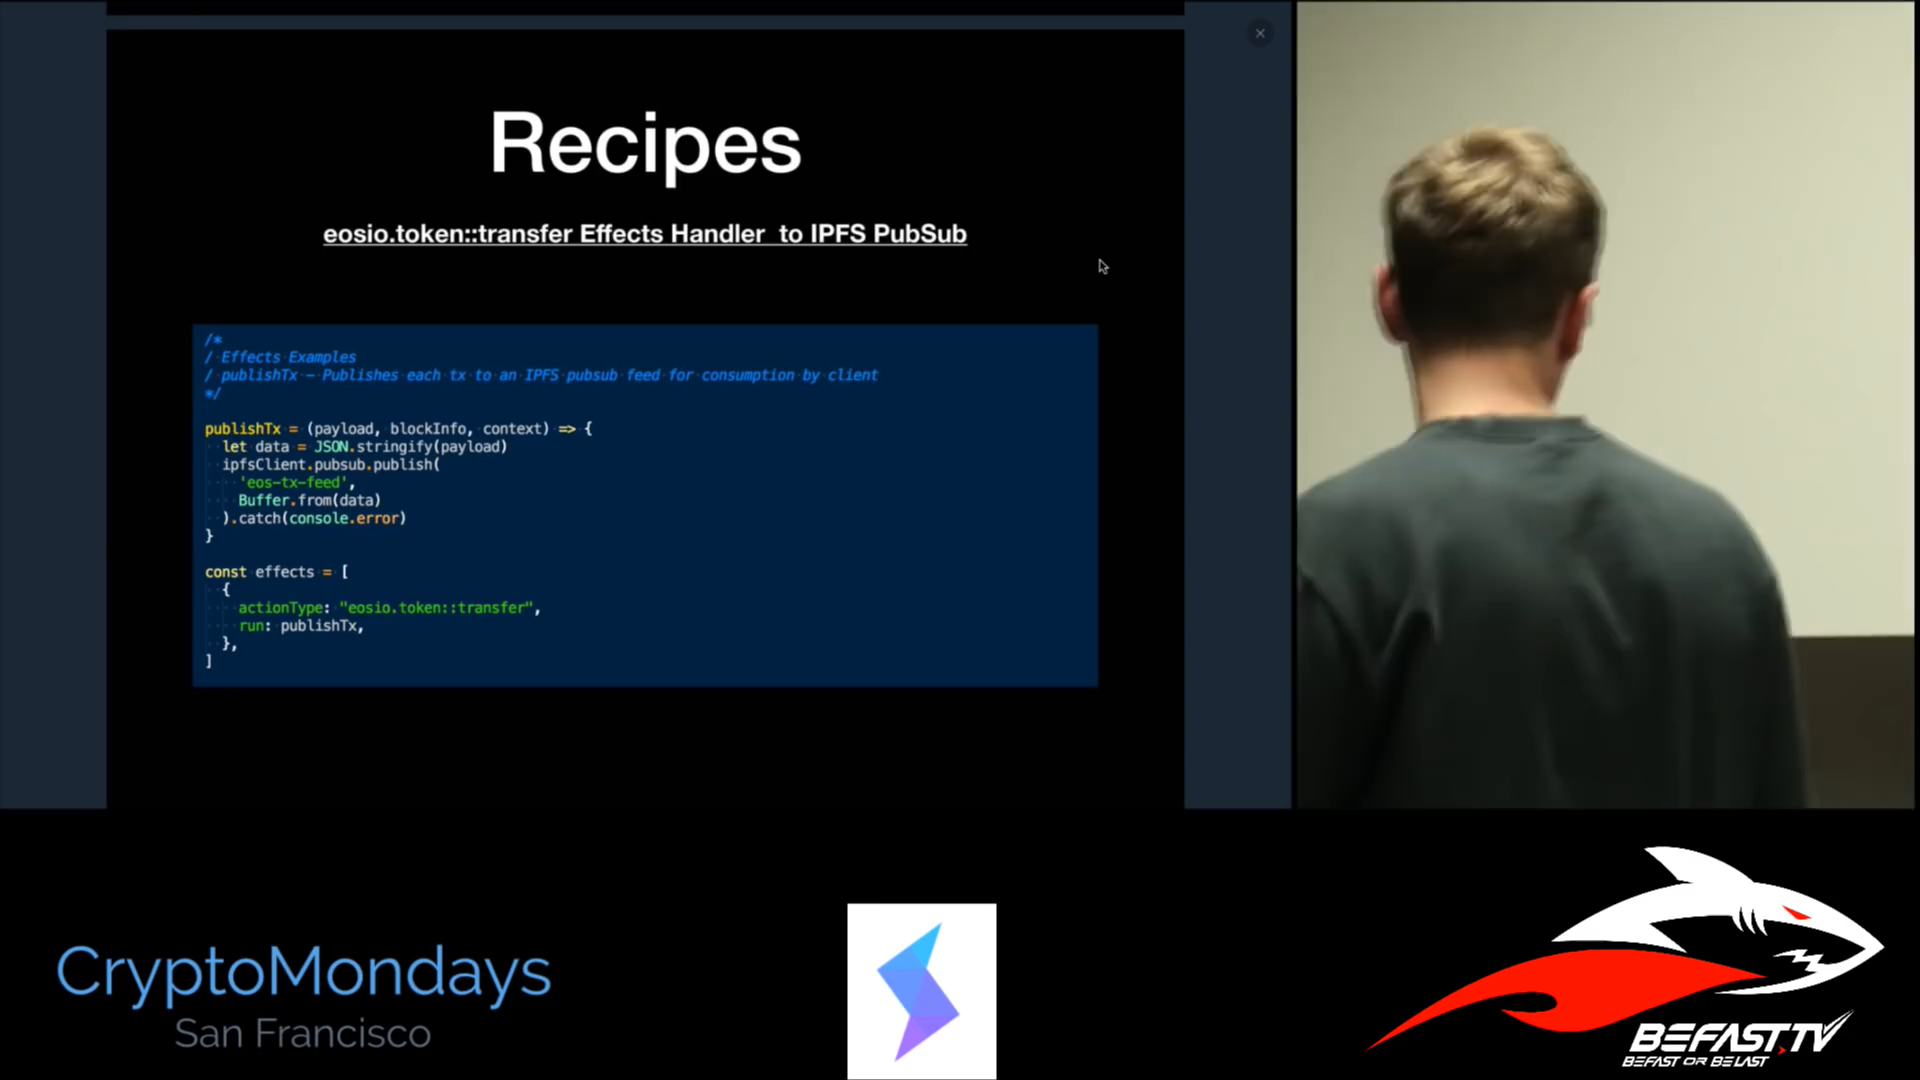 Recipes
eosio.token::transfer Effects Handler to IPFS PubSub
/*
/ Effects Examples
/ publishTx – Publishes each tx to an IPFS pubsub feed for consumption by client
*/
publishTx = (payload, blockInfo, context) => {
let data = JSON.stringify(payload)
ipfsClient.pubsub.publish(
'eos-tx-feed',
Buffer.from(data)
).catch(console.error)
}
const effects = [
{
actionType: "eosio.token::transfer",
run: publishTx,
},
]
CryptoMondays
San Francisco
BEFAST.TV
BEFAST OR BE LAST